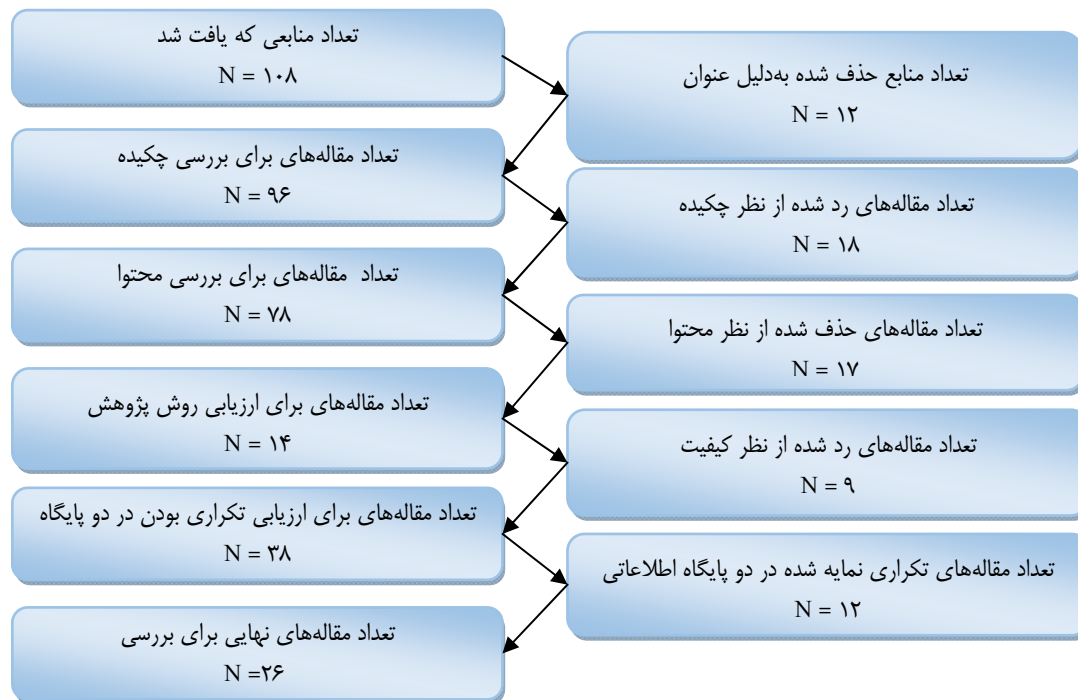 تعداد منابعی که یافت شد
N = ۱۰۸
تعداد منابع حذف شده به‌دلیل عنوان
N = ۱۲
تعداد مقاله‌های برای بررسی چکیده
N = ۹۶
تعداد مقاله‌های رد شده از نظر چکیده
N = ۱۸
تعداد مقاله‌های برای بررسی محتوا
N = ۷۸
تعداد مقاله‌های حذف شده از نظر محتوا
N = ۱۷
تعداد مقاله‌های برای ارزیابی روش پژوهش
N = ۱۴
تعداد مقاله‌های رد شده از نظر کیفیت
N = ۹
تعداد مقاله‌های برای ارزیابی تکراری بودن در دو پایگاه
N = ۳۸
تعداد مقاله‌های تکراری نمایه شده در دو پایگاه اطلاعاتی
N = ۱۲
تعداد مقاله‌های نهایی برای بررسی
N =۲۶